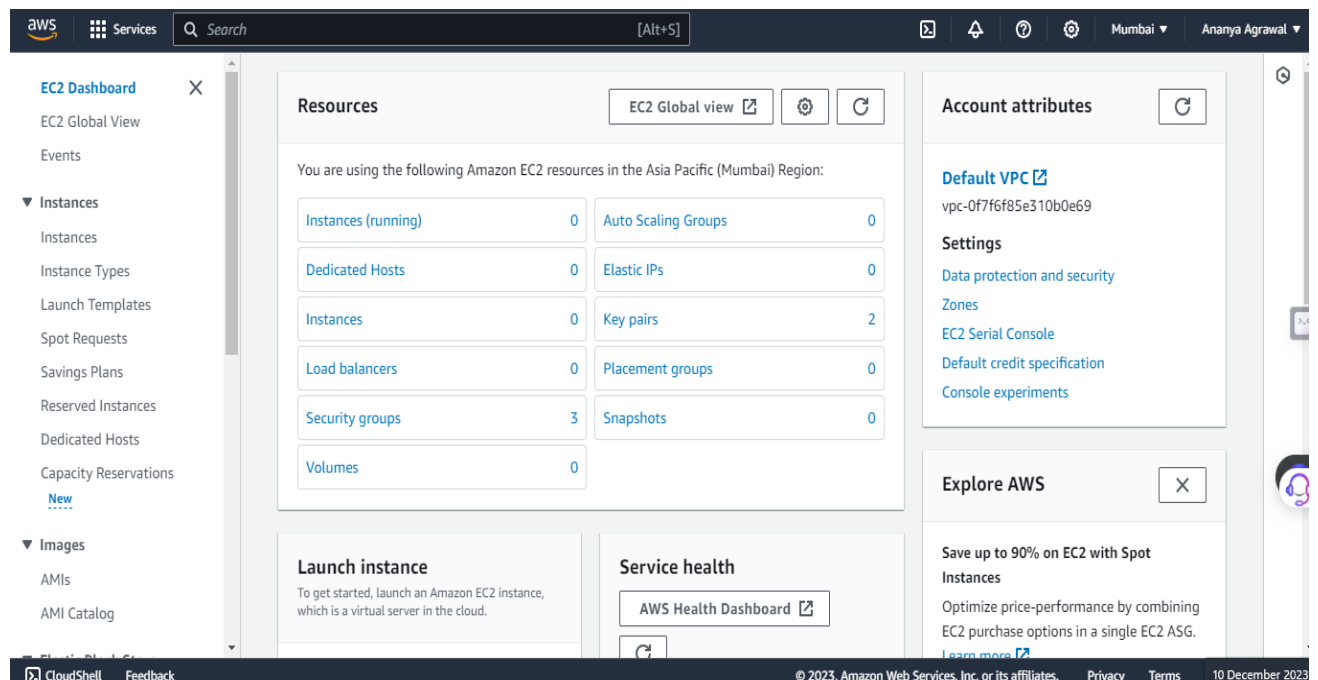 aws
Services
Search
[Alt+S]
Mumbai ▼
Ananya Agrawal ▼
EC2 Dashboard
EC2 Global View
Events
▼ Instances
Instances
Instance Types
Launch Templates
Spot Requests
Savings Plans
Reserved Instances
Dedicated Hosts
Capacity Reservations
New
▼ Images
AMIs
AMI Catalog
Resources
EC2 Global view
You are using the following Amazon EC2 resources in the Asia Pacific (Mumbai) Region:
Instances (running) 0
Auto Scaling Groups 0
Dedicated Hosts 0
Elastic IPs 0
Instances 0
Key pairs 2
Load balancers 0
Placement groups 0
Security groups 3
Snapshots 0
Volumes 0
Launch instance
To get started, launch an Amazon EC2 instance,
which is a virtual server in the cloud.
Service health
AWS Health Dashboard
Account attributes
Default VPC
vpc-0f7f6f85e310b0e69
Settings
Data protection and security
Zones
EC2 Serial Console
Default credit specification
Console experiments
Explore AWS
Save up to 90% on EC2 with Spot
Instances
Optimize price-performance by combining
EC2 purchase options in a single EC2 ASG.
Learn more
CloudShell
Feedback
© 2023, Amazon Web Services, Inc. or its affiliates.
Privacy
Terms
10 December 2023